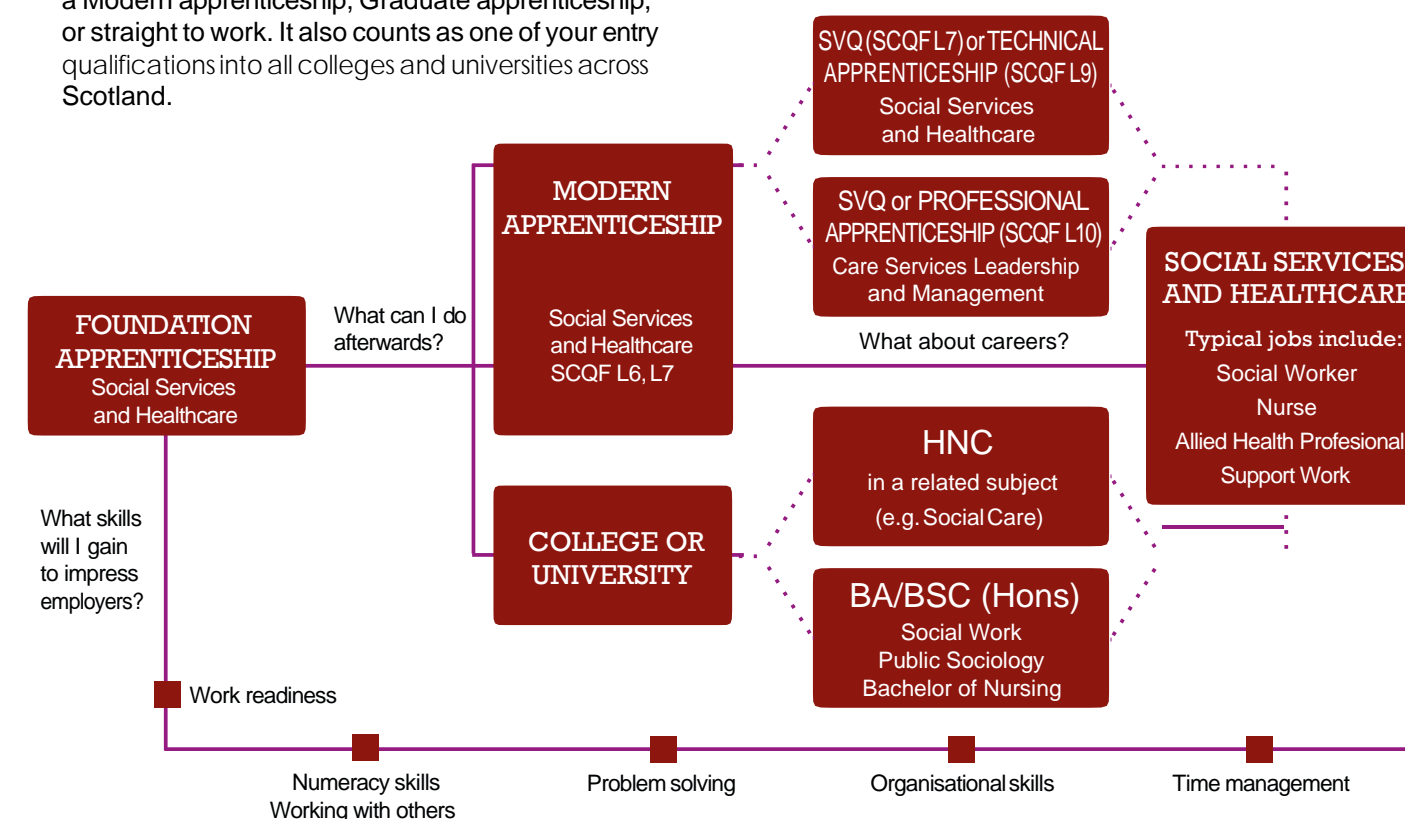 a Modern apprenticeship, Graduate apprenticeship,
or straight to work. It also counts as one of your entry
qualifications into all colleges and universities across
Scotland.
FOUNDATION
APPRENTICESHIP
Social Services
and Healthcare
What can I do
afterwards?
MODERN
APPRENTICESHIP
Social Services
and Healthcare
SCQF L6, L7
SVQ (SCQF L7) or TECHNICAL
APPRENTICESHIP (SCQF L9)
Social Services
and Healthcare
SVQ or PROFESSIONAL
APPRENTICESHIP (SCQF L10)
Care Services Leadership
and Management
What about careers?
SOCIAL SERVICES
AND HEALTHCARE
Typical jobs include:
Social Worker
Nurse
Allied Health Profesional
Support Work
COLLEGE OR
UNIVERSITY
HNC
in a related subject
(e.g. Social Care)
BA/BSC (Hons)
Social Work
Public Sociology
Bachelor of Nursing
What skills
will I gain
to impress
employers?
Work readiness
Numeracy skills
Working with others
Problem solving
Organisational skills
Time management